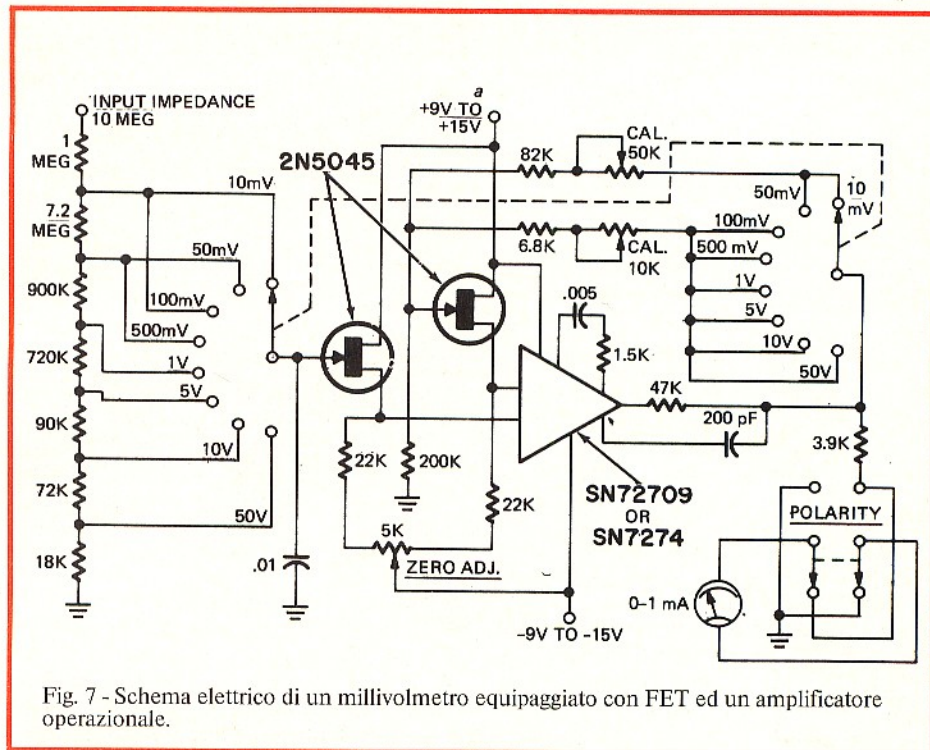 INPUT IMPEDANCE
10 MEG
1
MEG
7.2
MEG
900K
720K
90K
72K
18K
10mV
50mV
100mV
500mV
1V
5V
10V
50V
.01
2N5045
a
+9V TO
+15V
82K
CAL.
50K
6.8K
CAL.
10K
50mV
10
mV
100mV
500 mV
1V
5V
10V
50V
.005
1.5K
47K
200 pF
3.9K
22K
200K
22K
5K
ZERO ADJ.
SN72709
OR
SN7274
-9V TO -15V
POLARITY
0-1 mA
Fig. 7 - Schema elettrico di un millivolmetro equipaggiato con FET ed un amplificatore
operazionale.